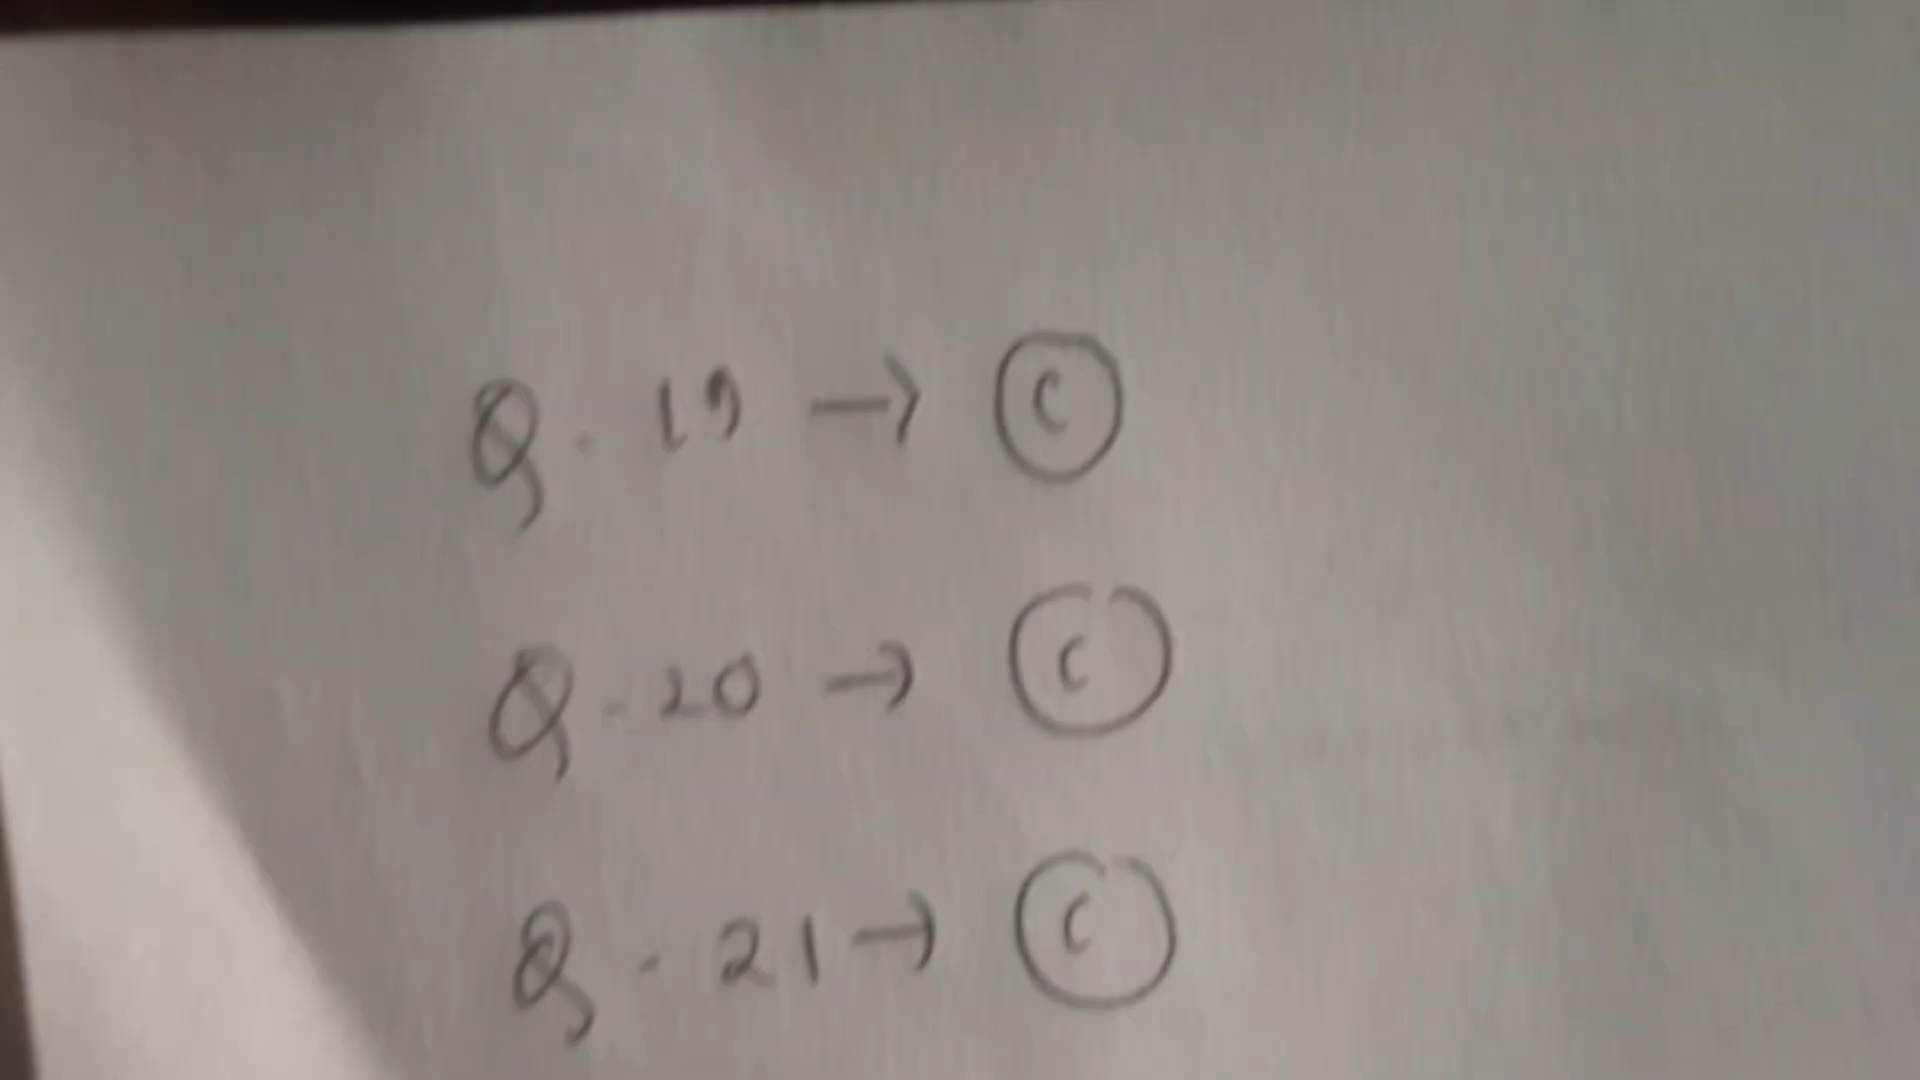 Q. 19 → C
Q. 20 → C
Q. 21 → C